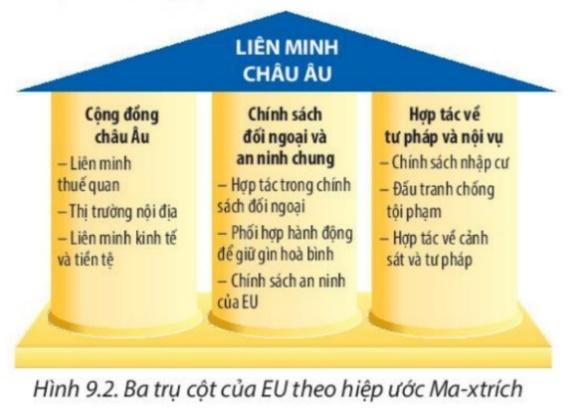 LIÊN MINH
CHÂU ÂU
Cộng đồng
châu Âu
– Liên minh
thuế quan
– Thị trường nội địa
– Liên minh kinh tế
và tiền tệ
Chính sách
đối ngoại và
an ninh chung
– Hợp tác trong chính
sách đối ngoại
– Phối hợp hành động
để giữ gìn hoà bình
– Chính sách an ninh
của EU
Hợp tác về
tư pháp và nội vụ
– Chính sách nhập cư
– Đấu tranh chống
tội phạm
– Hợp tác về cảnh
sát và tư pháp
Hình 9.2. Ba trụ cột của EU theo hiệp ước Ma-xtrích